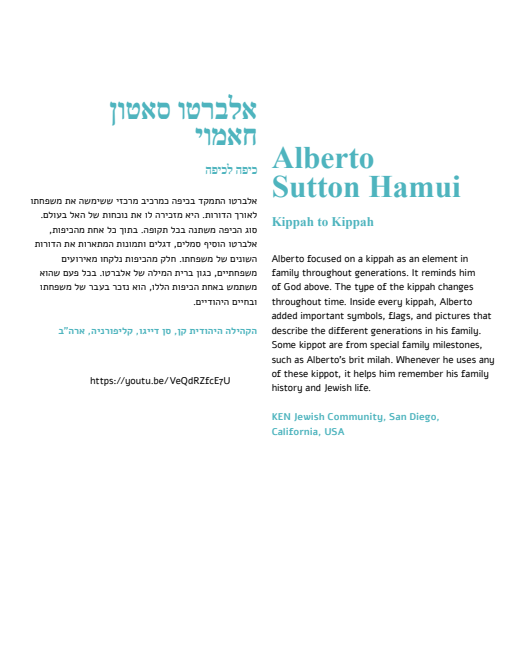 אלברטו סאטון
חאמוי
כיפה לכיפה
אלברטו התמקד בכיפה כמרכיב מרכזי ששימשה את משפחתו
לאורך הדורות. היא מזכירה לו את נוכחות של האל בעולם.
סוג הכיפה משתנה בכל תקופה. בתוך כל אחת מהכיפות,
אלברטו הוסיף סמלים, דגלים ותמונות המתארות את הדורות
השונים של משפחתו. חלק מהכיפות נלקחו מאירועים
משפחתיים, כגון ברית המילה של אלברטו. בכל פעם שהוא
משתמש באחת הכיפות הללו, הוא נזכר בעבר של משפחתו
ובחיים היהודיים.
הקהילה היהודית קן, סן דייגו, קליפורניה, ארה"ב
https://youtu.be/VeQdRZfcE7U
Alberto
Sutton Hamui
Kippah to Kippah
Alberto focused on a kippah as an element in
family throughout generations. It reminds him
of God above. The type of the kippah changes
throughout time. Inside every kippah, Alberto
added important symbols, flags, and pictures that
describe the different generations in his family.
Some kippot are from special family milestones,
such as Alberto's brit milah. Whenever he uses any
of these kippot, it helps him remember his family
history and Jewish life.
KEN Jewish Community, San Diego,
California, USA